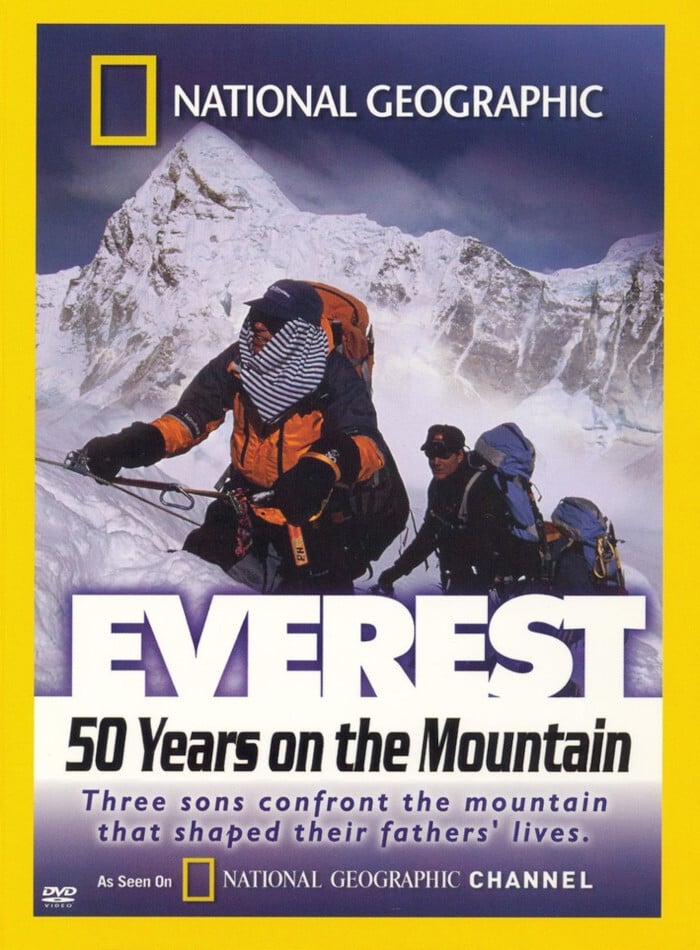 NATIONAL GEOGRAPHIC
EVEREST
50 Years on the Mountain
Three sons confront the mountain
that shaped their fathers' lives.
As Seen On NATIONAL GEOGRAPHIC CHANNEL
DVD
VIDEO